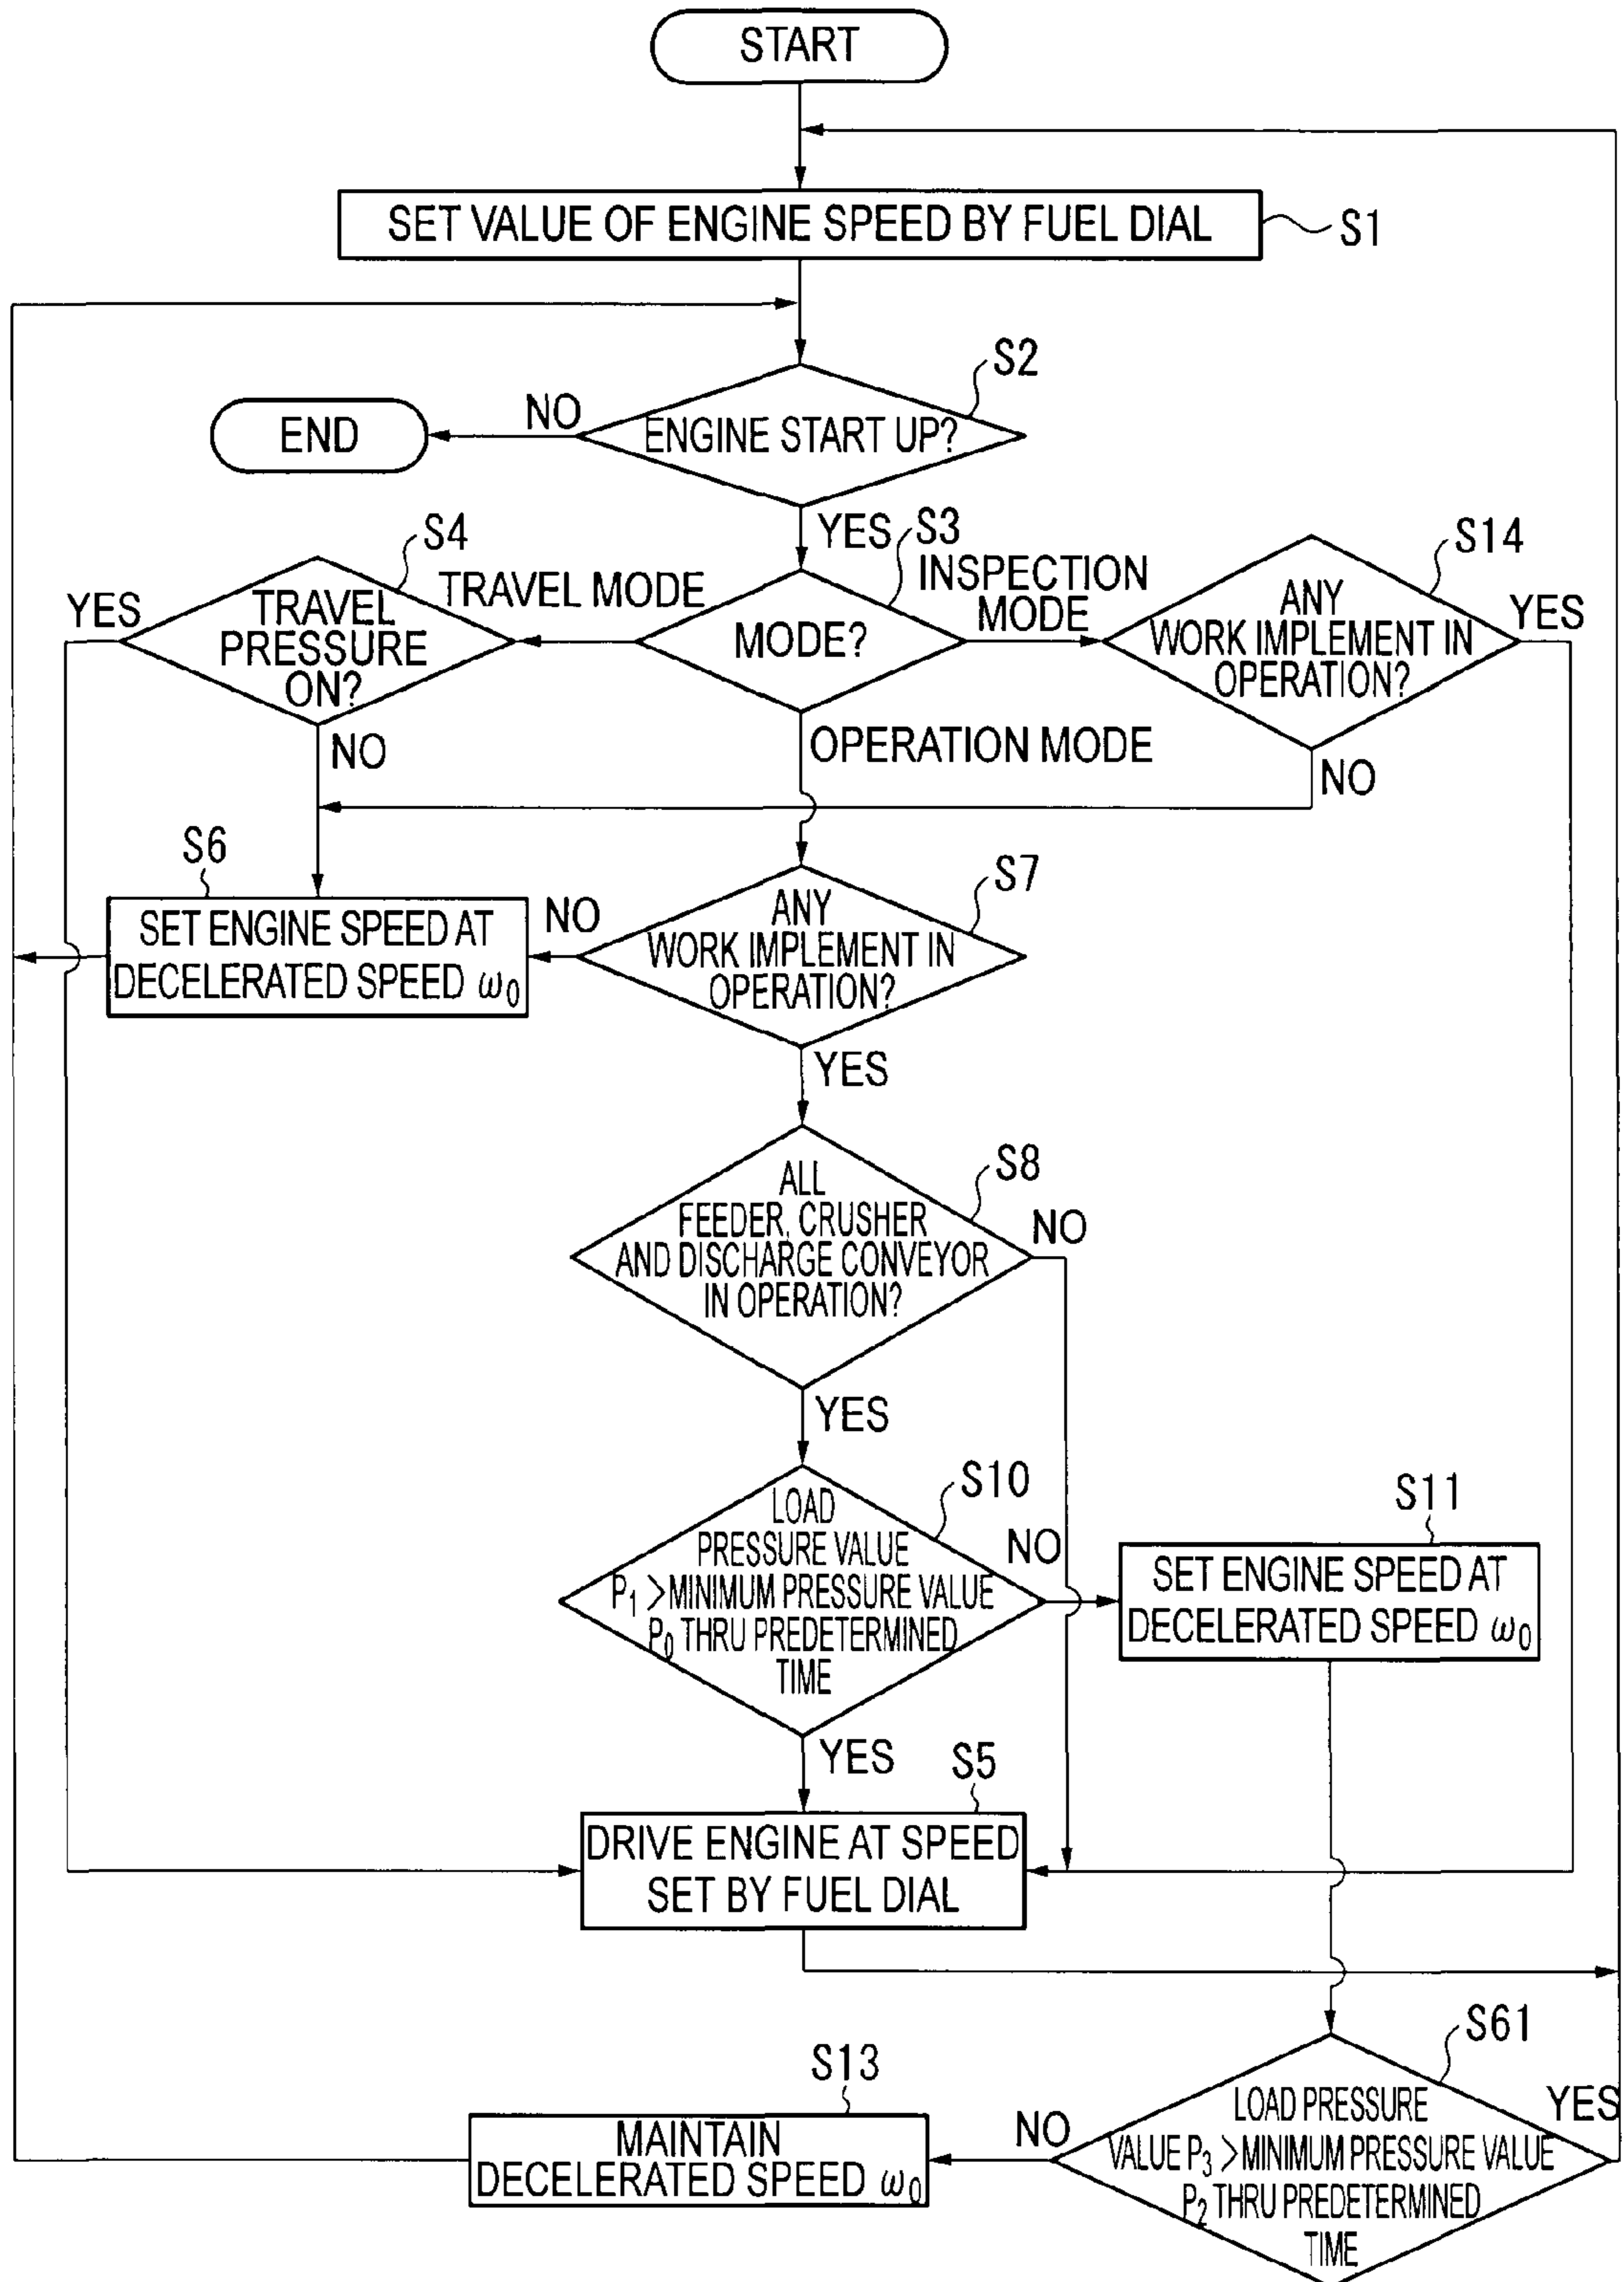 START
SET VALUE OF ENGINE SPEED BY FUEL DIAL
S1
S2
ENGINE START UP?
NO
END
YES
S3
S4
TRAVEL MODE
INSPECTION
MODE
S14
YES
TRAVEL
PRESSURE
ON?
MODE?
ANY
WORK IMPLEMENT IN
OPERATION?
YES
NO
OPERATION MODE
NO
S6
SET ENGINE SPEED AT
DECELERATED SPEED ω0
NO
S7
ANY
WORK IMPLEMENT IN
OPERATION?
YES
S8
ALL
FEEDER, CRUSHER
AND DISCHARGE CONVEYOR
IN OPERATION?
NO
YES
S10
LOAD
PRESSURE VALUE
P1 >MINIMUM PRESSURE VALUE
P0 THRU PREDETERMINED
TIME
NO
S11
SET ENGINE SPEED AT
DECELERATED SPEED ω0
YES
S5
DRIVE ENGINE AT SPEED
SET BY FUEL DIAL
S61
LOAD PRESSURE
VALUE P3 >MINIMUM PRESSURE VALUE
P2 THRU PREDETERMINED
TIME
YES
NO
S13
MAINTAIN
DECELERATED SPEED ω0